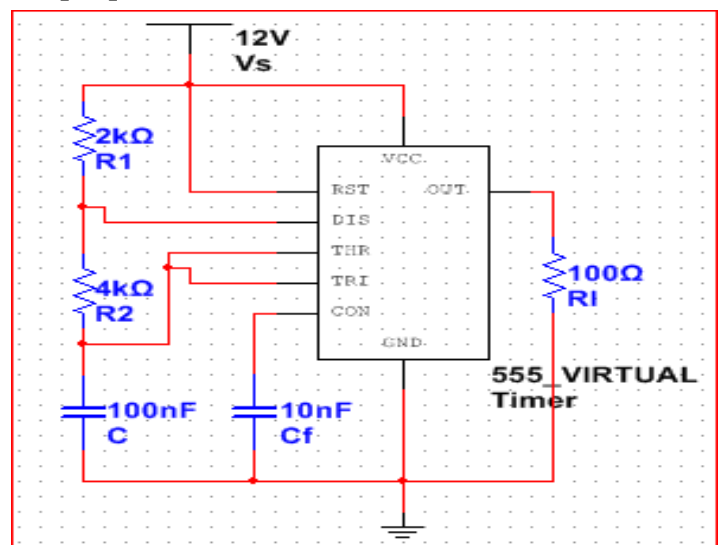 12V
Vs
2kΩ
R1
VCC
RST
OUT
DIS
THR
4kΩ
R2
TRI
100Ω
Rl
CON
GND
555_VIRTUAL
Timer
100nF
C
10nF
Cf